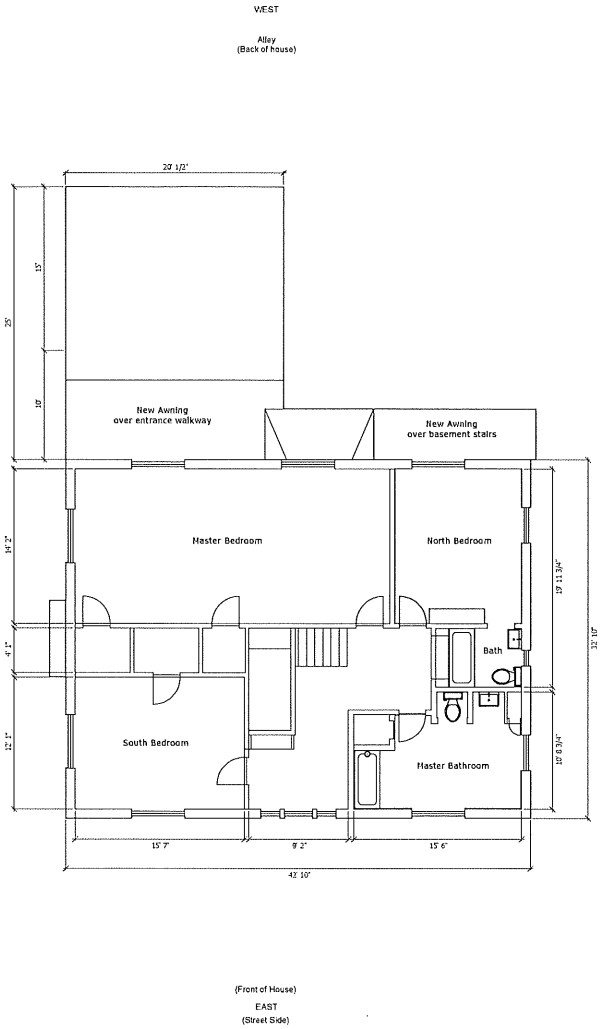 WEST
Alley
(Back of house)
20' 1/2"
15'
25'
10'
New Awning
over entrance walkway
New Awning
over basement stairs
14' 2"
Master Bedroom
North Bedroom
19' 11 3/4"
32' 10"
4' 1"
Bath
12' 1"
South Bedroom
Master Bathroom
10' 8 3/4"
15' 7"
9' 2"
15' 6"
42' 10"
(Front of House)
EAST
(Street Side)